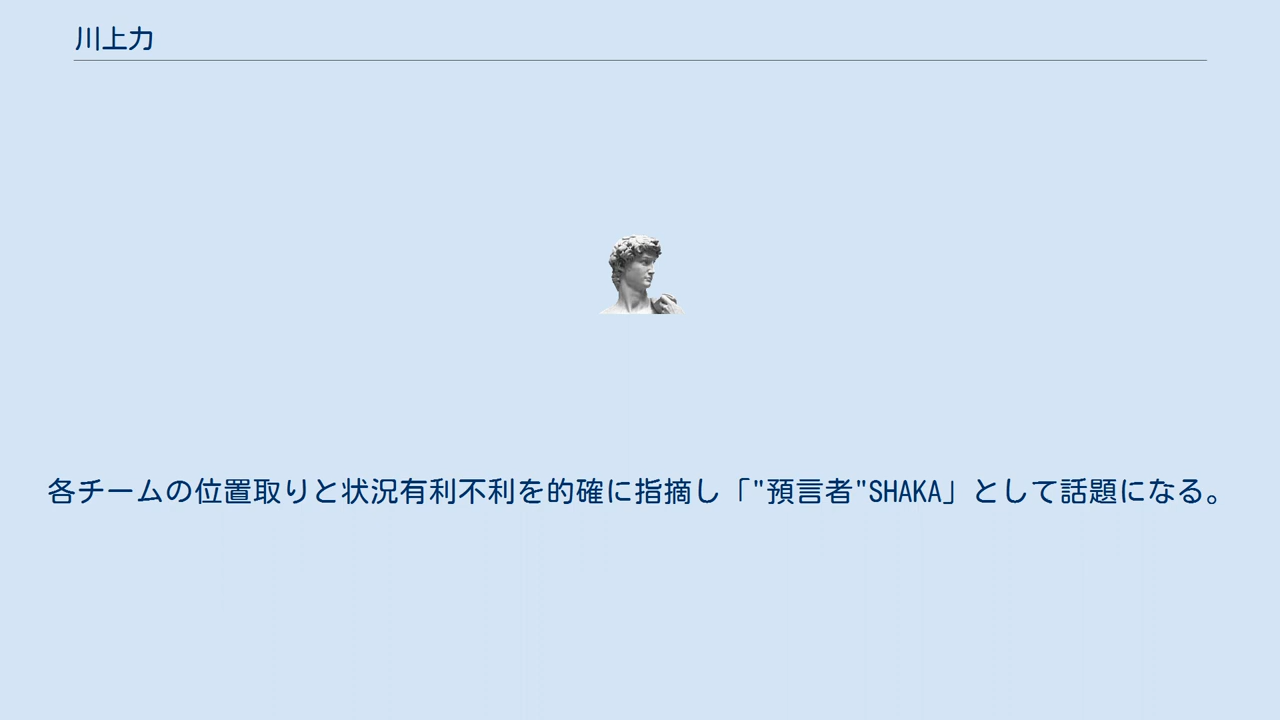 川上力
各チームの位置取りと状況有利不利を的確に指摘し「"預言者"SHAKA」として話題になる。